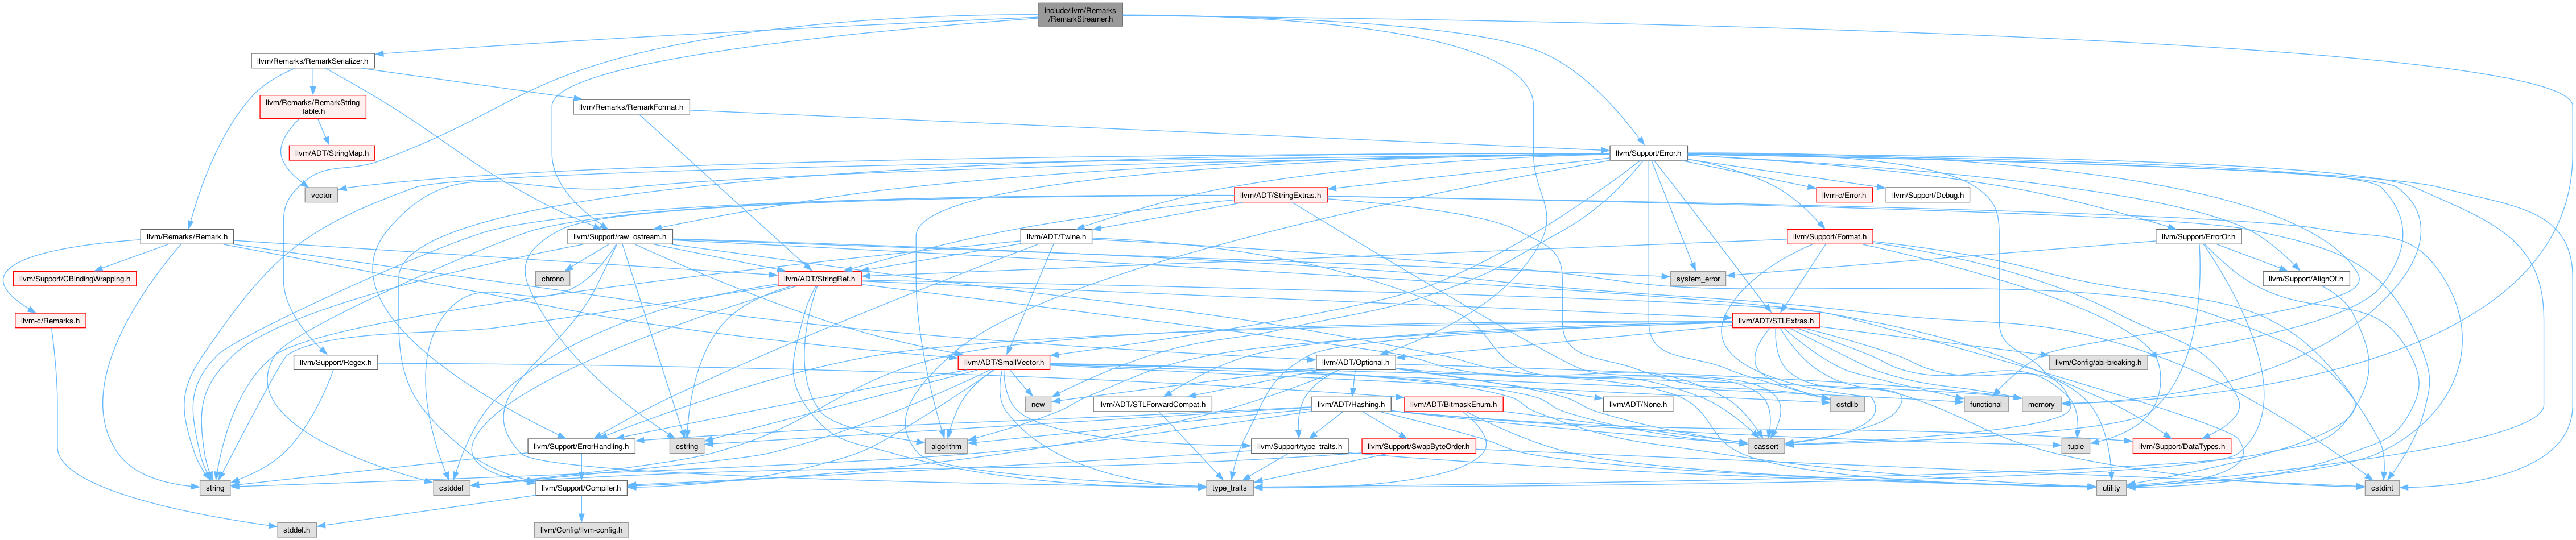 include/llvm/Remarks
/RemarkStreamer.h
llvm/Remarks/RemarkSerializer.h
llvm/Remarks/RemarkString
Table.h
llvm/Remarks/RemarkFormat.h
llvm/ADT/StringMap.h
llvm/Support/Error.h
vector
llvm/ADT/StringExtras.h
llvm-c/Error.h
llvm/Support/Debug.h
llvm/Remarks/Remark.h
llvm/Support/raw_ostream.h
llvm/ADT/Twine.h
llvm/Support/Format.h
llvm/Support/ErrorOr.h
llvm/Support/CBindingWrapping.h
chrono
llvm/ADT/StringRef.h
system_error
llvm/Support/AlignOf.h
llvm-c/Remarks.h
llvm/ADT/STLExtras.h
llvm/Support/Regex.h
llvm/ADT/SmallVector.h
llvm/ADT/Optional.h
llvm/Config/abi-breaking.h
new
llvm/ADT/STLForwardCompat.h
llvm/ADT/Hashing.h
llvm/ADT/BitmaskEnum.h
llvm/ADT/None.h
cstdlib
functional
memory
llvm/Support/ErrorHandling.h
cstring
algorithm
llvm/Support/type_traits.h
llvm/Support/SwapByteOrder.h
cassert
tuple
llvm/Support/DataTypes.h
string
cstddef
llvm/Support/Compiler.h
type_traits
utility
cstdint
stddef.h
llvm/Config/llvm-config.h